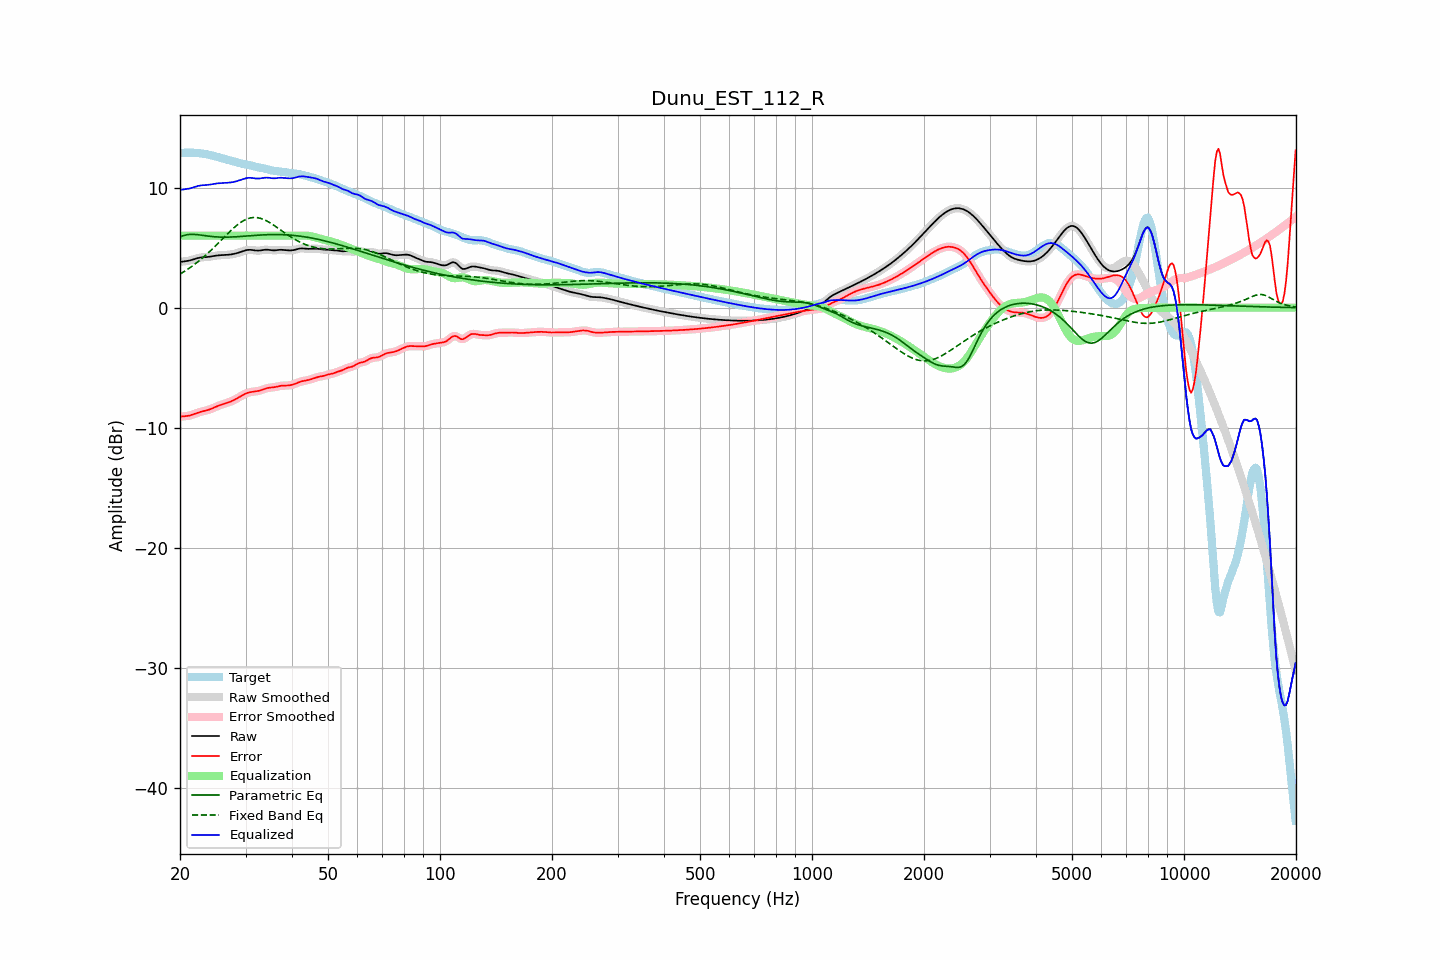 Dunu_EST_112_R
Amplitude (dBr)
10
0
−10
−20
−30
−40
Target
Raw Smoothed
Error Smoothed
Raw
Error
Equalization
Parametric Eq
Fixed Band Eq
Equalized
20 50 100 200 500 1000 2000 5000 10000 20000
Frequency (Hz)